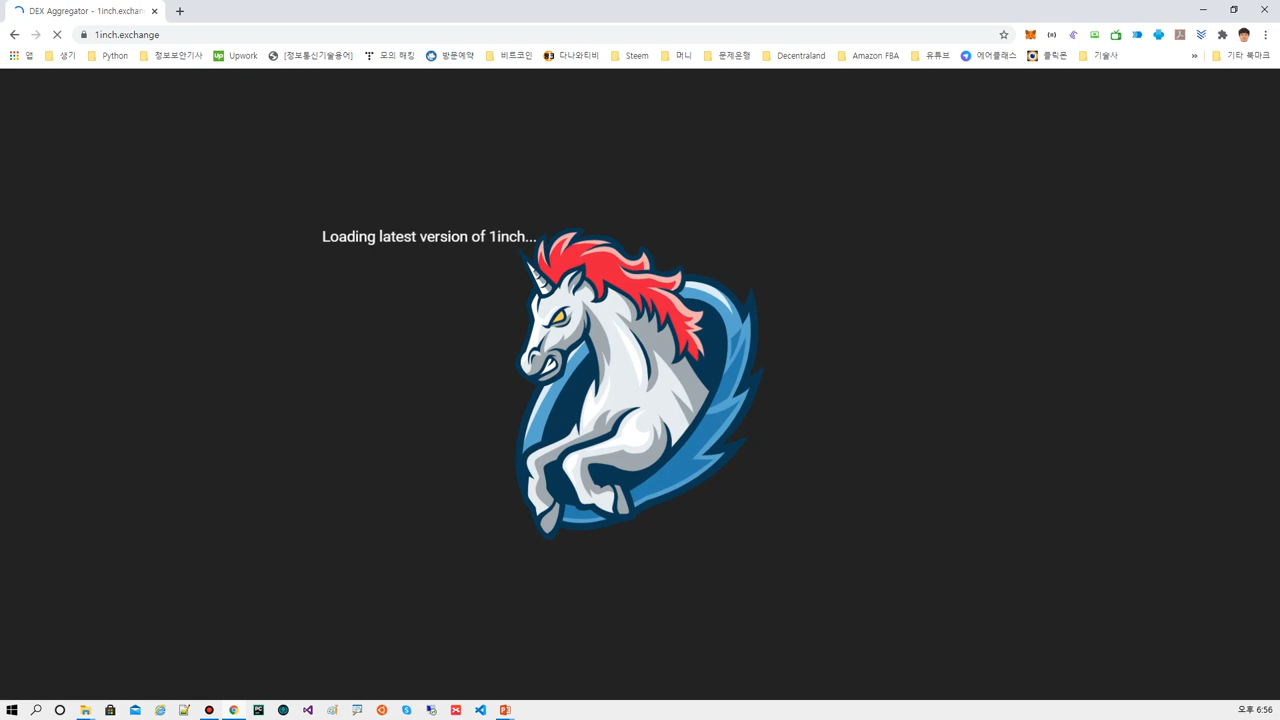 DEX Aggregator - 1inch.exchan
1inch.exchange
앱 생기 Python 정보보안기사 Up Upwork [정보통신기술용어] 모의 해킹 방문예약 비트코인 다나와티비 Steem 머니 문제은행 Decentraland Amazon FBA 유튜브 에어클래스 클릭몬 기술사 » 기타 북마크
Loading latest version of 1inch...
오후 6:56